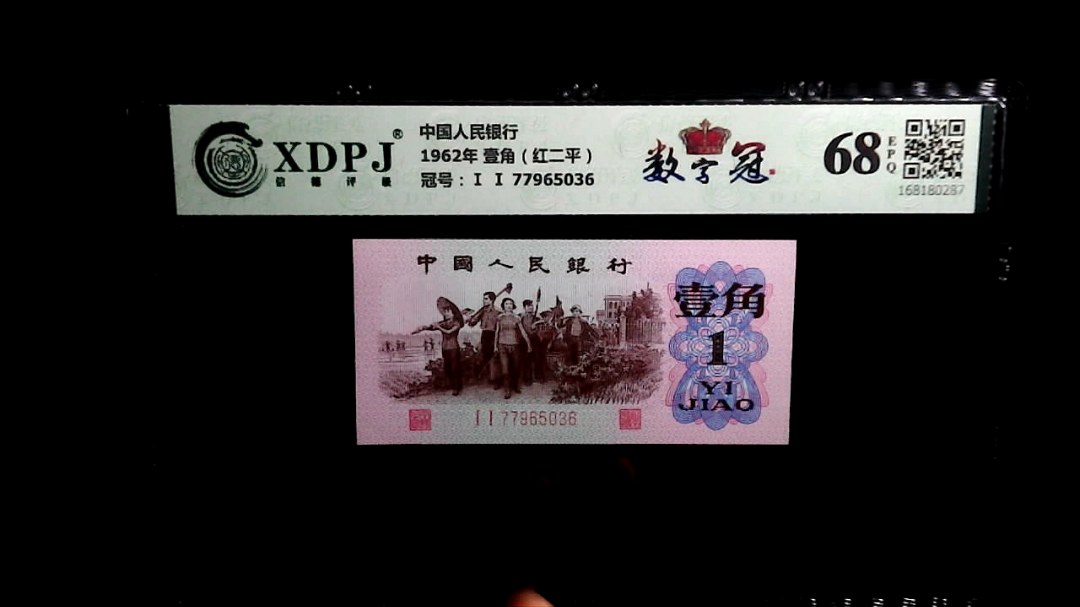 XDPJ®
信德评级
中国人民银行
1962年 壹角（红二平）
冠号：I I 77965036
数字冠
68
EPQ
168180287
中國人民銀行
壹角
1
YI
JIAO
I I 77965036